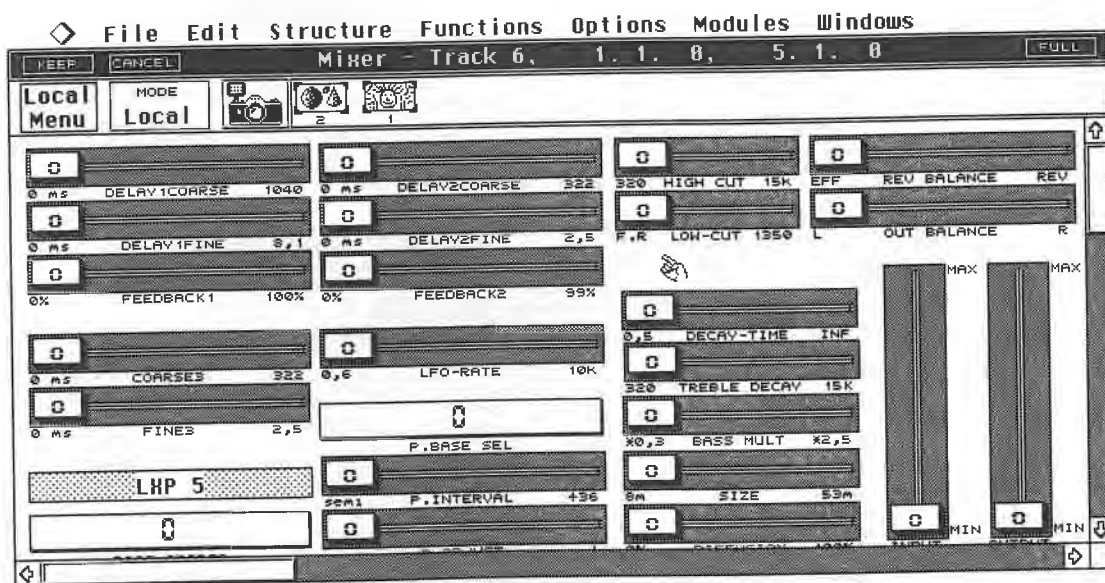 File Edit Structure Functions Options Modules Windows
KEEP CANCEL Mixer - Track 6, 1. 1. 0, 5. 1. 0 FULL
Local Menu
MODE
Local
2 1
0 0 0 0
0 ms DELAY1COARSE 1040 0 ms DELAY2COARSE 322 320 HIGH CUT 15K EFF REV BALANCE REV
0 0 0 0
0 ms DELAY1FINE 8,1 0 ms DELAY2FINE 2,5 F.R LOW-CUT 1350 L OUT BALANCE R
0 0
0% FEEDBACK1 100% 0% FEEDBACK2 99%
MAX MAX
0
0,5 DECAY-TIME INF
0 0
0 ms COARSE3 322 0,6 LFO-RATE 10K
0
320 TREBLE DECAY 15K
0
0 ms FINE3 2,5
0
P.BASE SEL
0
*0,3 BASS MULT *2,5
LXP 5
0
semi P.INTERVAL +36
0
8m SIZE 53m
0 0 0
0 MIN 0 MIN
INPUT OUTPUT
DIMENSION